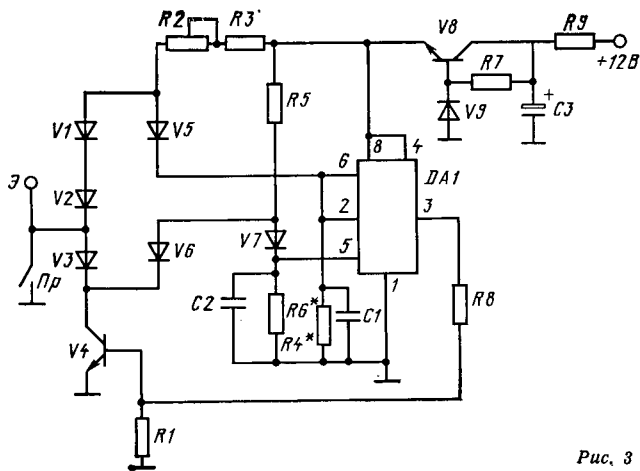 R2 R3 V8 R9
+12В
R5 R7 + C3
V9
V1 V5
8 4
6 DA1
Э V2
2 3
V3 V6 V7
Пр 5
C2 R6* C1 1 R8
R4*
V4
R1
Рис. 3